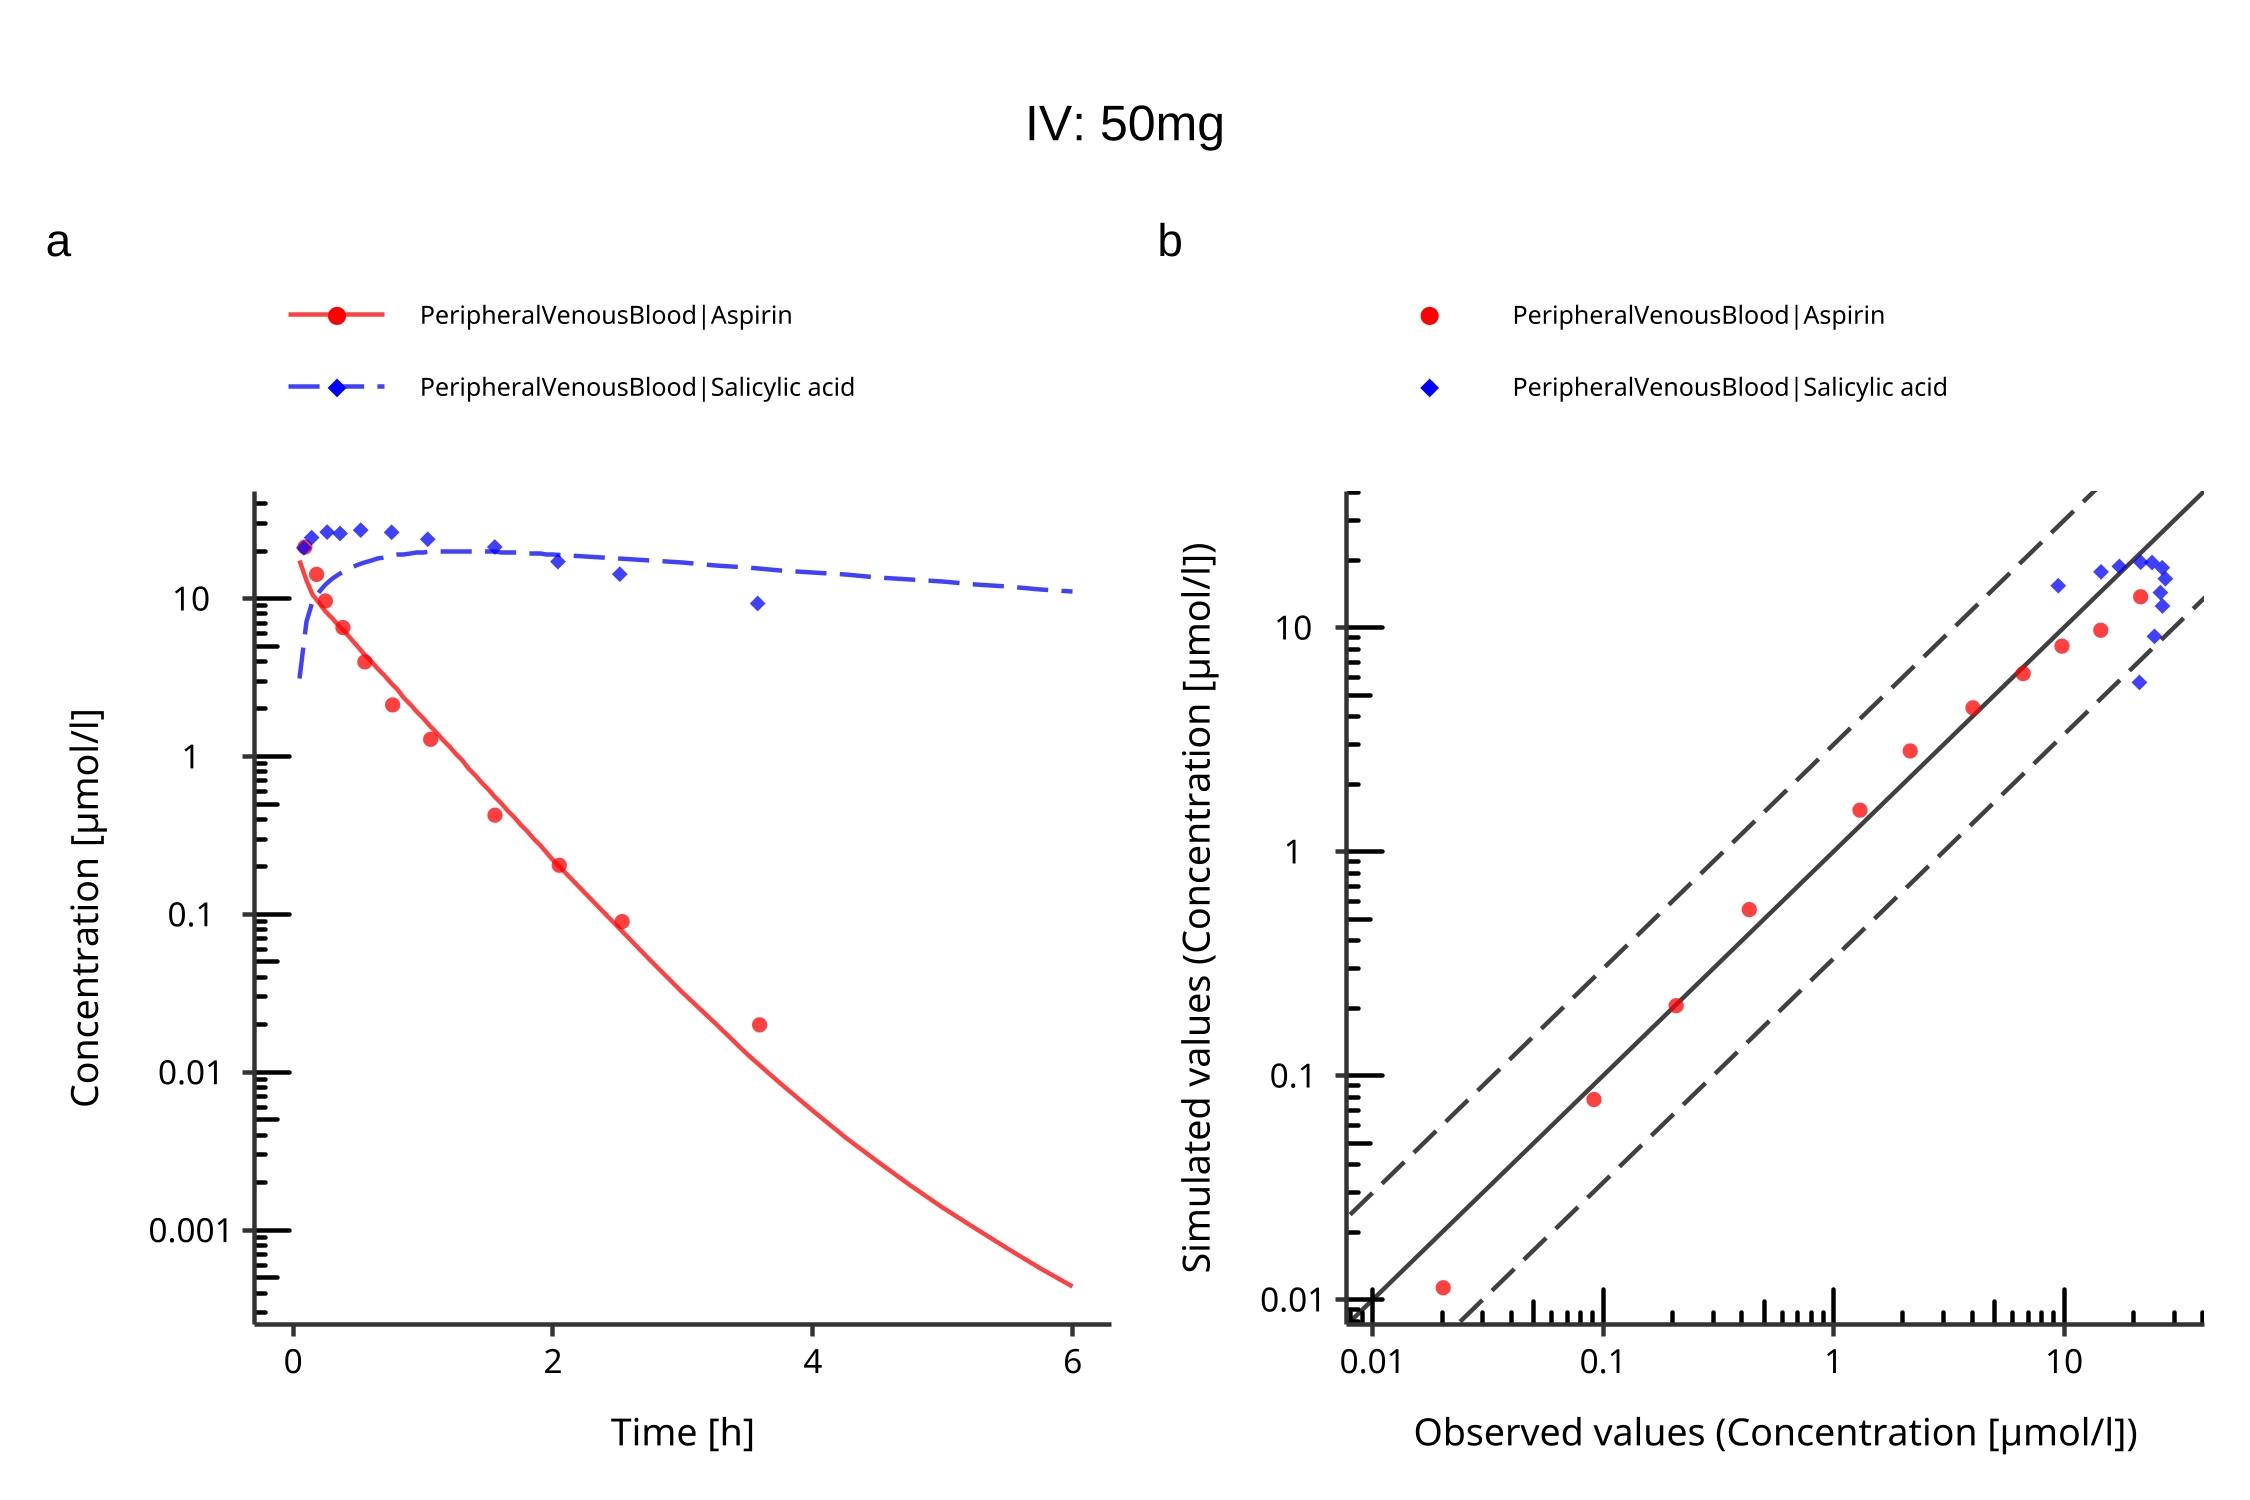 IV: 50mg
a
PeripheralVenousBlood|Aspirin
PeripheralVenousBlood|Salicylic acid
Concentration [µmol/l]
10
1
0.1
0.01
0.001
0
2
4
6
Time [h]
b
PeripheralVenousBlood|Aspirin
PeripheralVenousBlood|Salicylic acid
Simulated values (Concentration [µmol/l])
10
1
0.1
0.01
0.01
0.1
1
10
Observed values (Concentration [µmol/l])